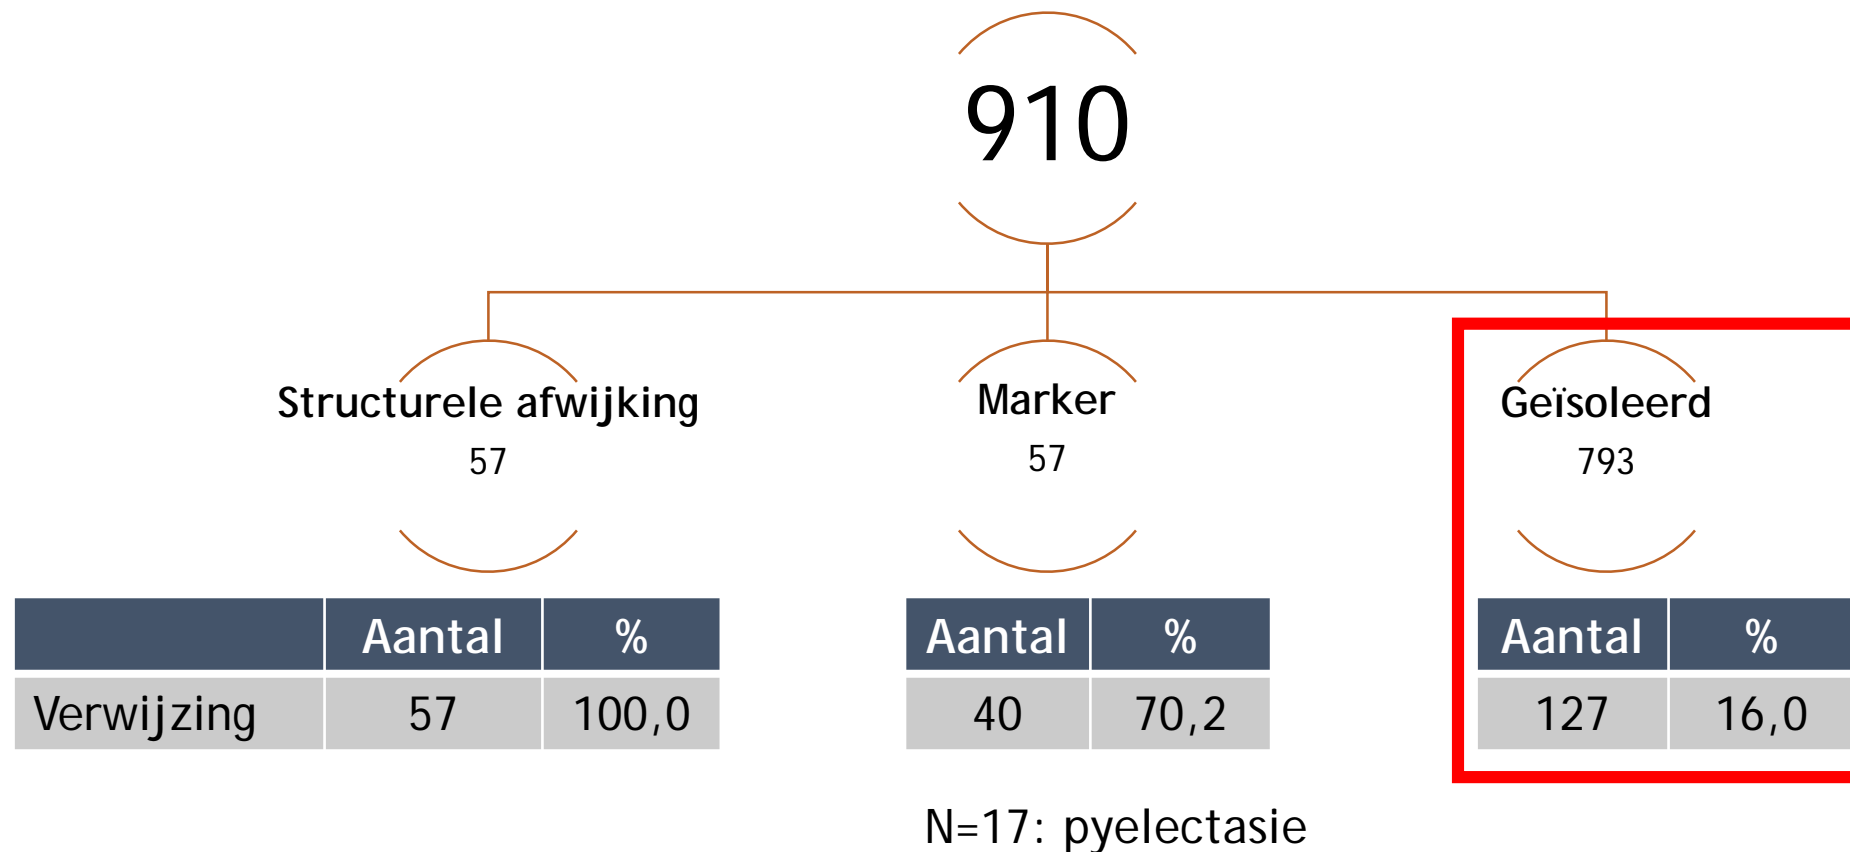 910
Structurele afwijking
57
Marker
57
Geïsoleerd
793
Aantal %
Verwijzing 57 100,0
Aantal %
40 70,2
Aantal %
127 16,0
N=17: pyelectasie